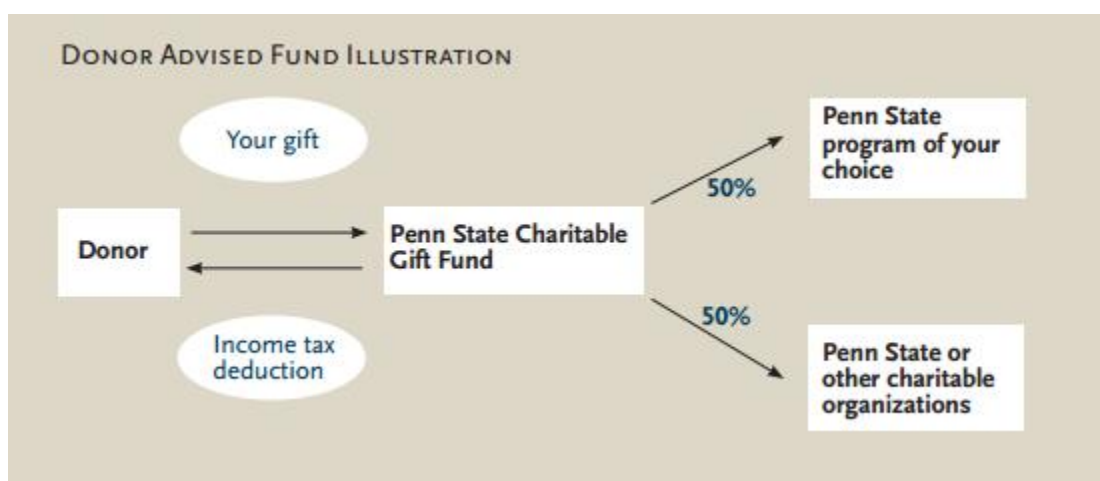 DONOR ADVISED FUND ILLUSTRATION
Your gift
Donor
Income tax
deduction
Penn State Charitable
Gift Fund
50%
Penn State
program of your
choice
50%
Penn State or
other charitable
organizations